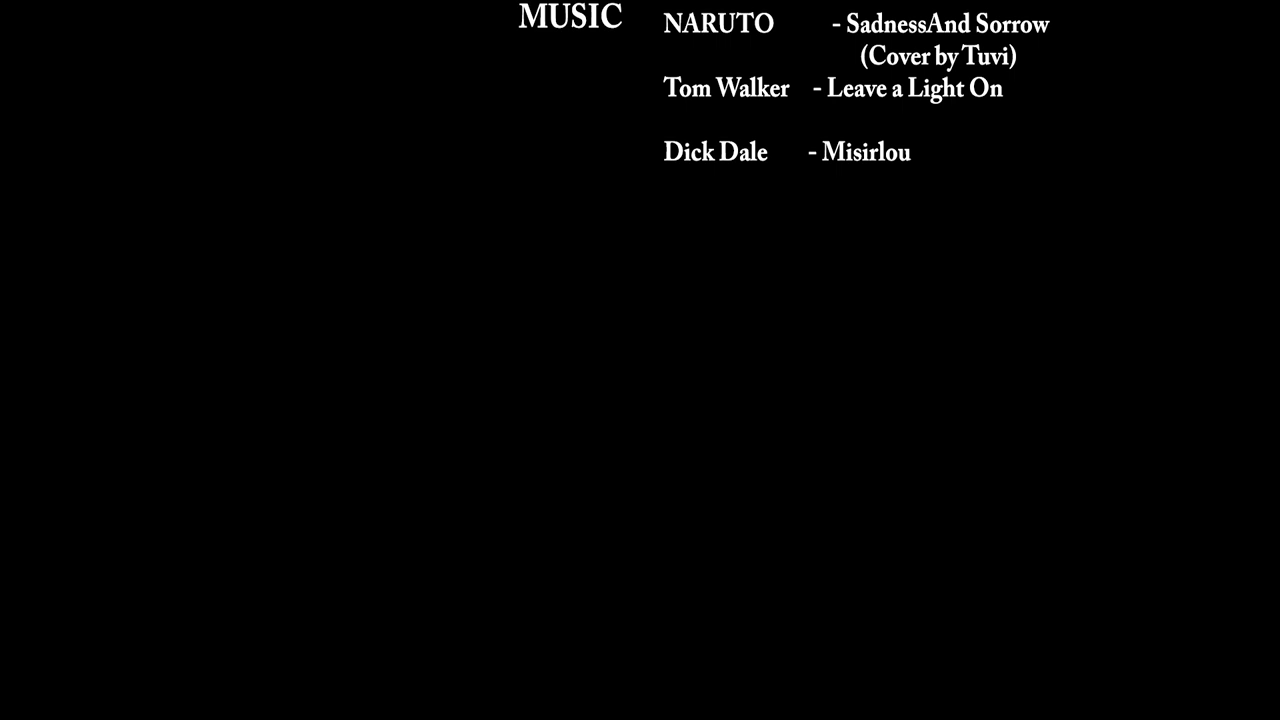 MUSIC NARUTO - SadnessAnd Sorrow
(Cover by Tuvi)
Tom Walker - Leave a Light On
Dick Dale - Misirlou